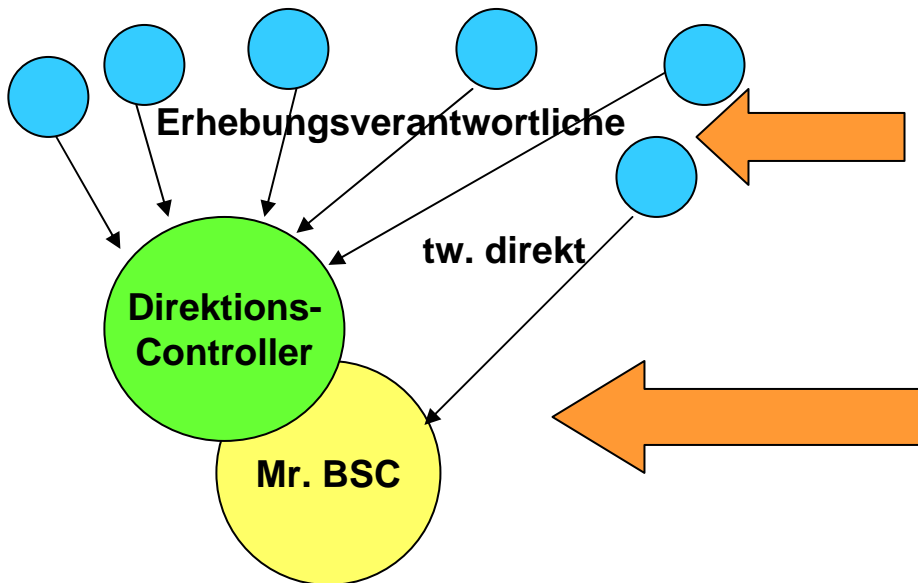 Erhebungsverantwortliche
tw. direkt
Direktions-
Controller
Mr. BSC